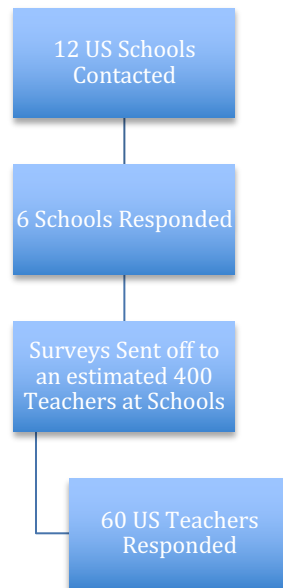 12 US Schools
Contacted
6 Schools Responded
Surveys Sent off to
an estimated 400
Teachers at Schools
60 US Teachers
Responded